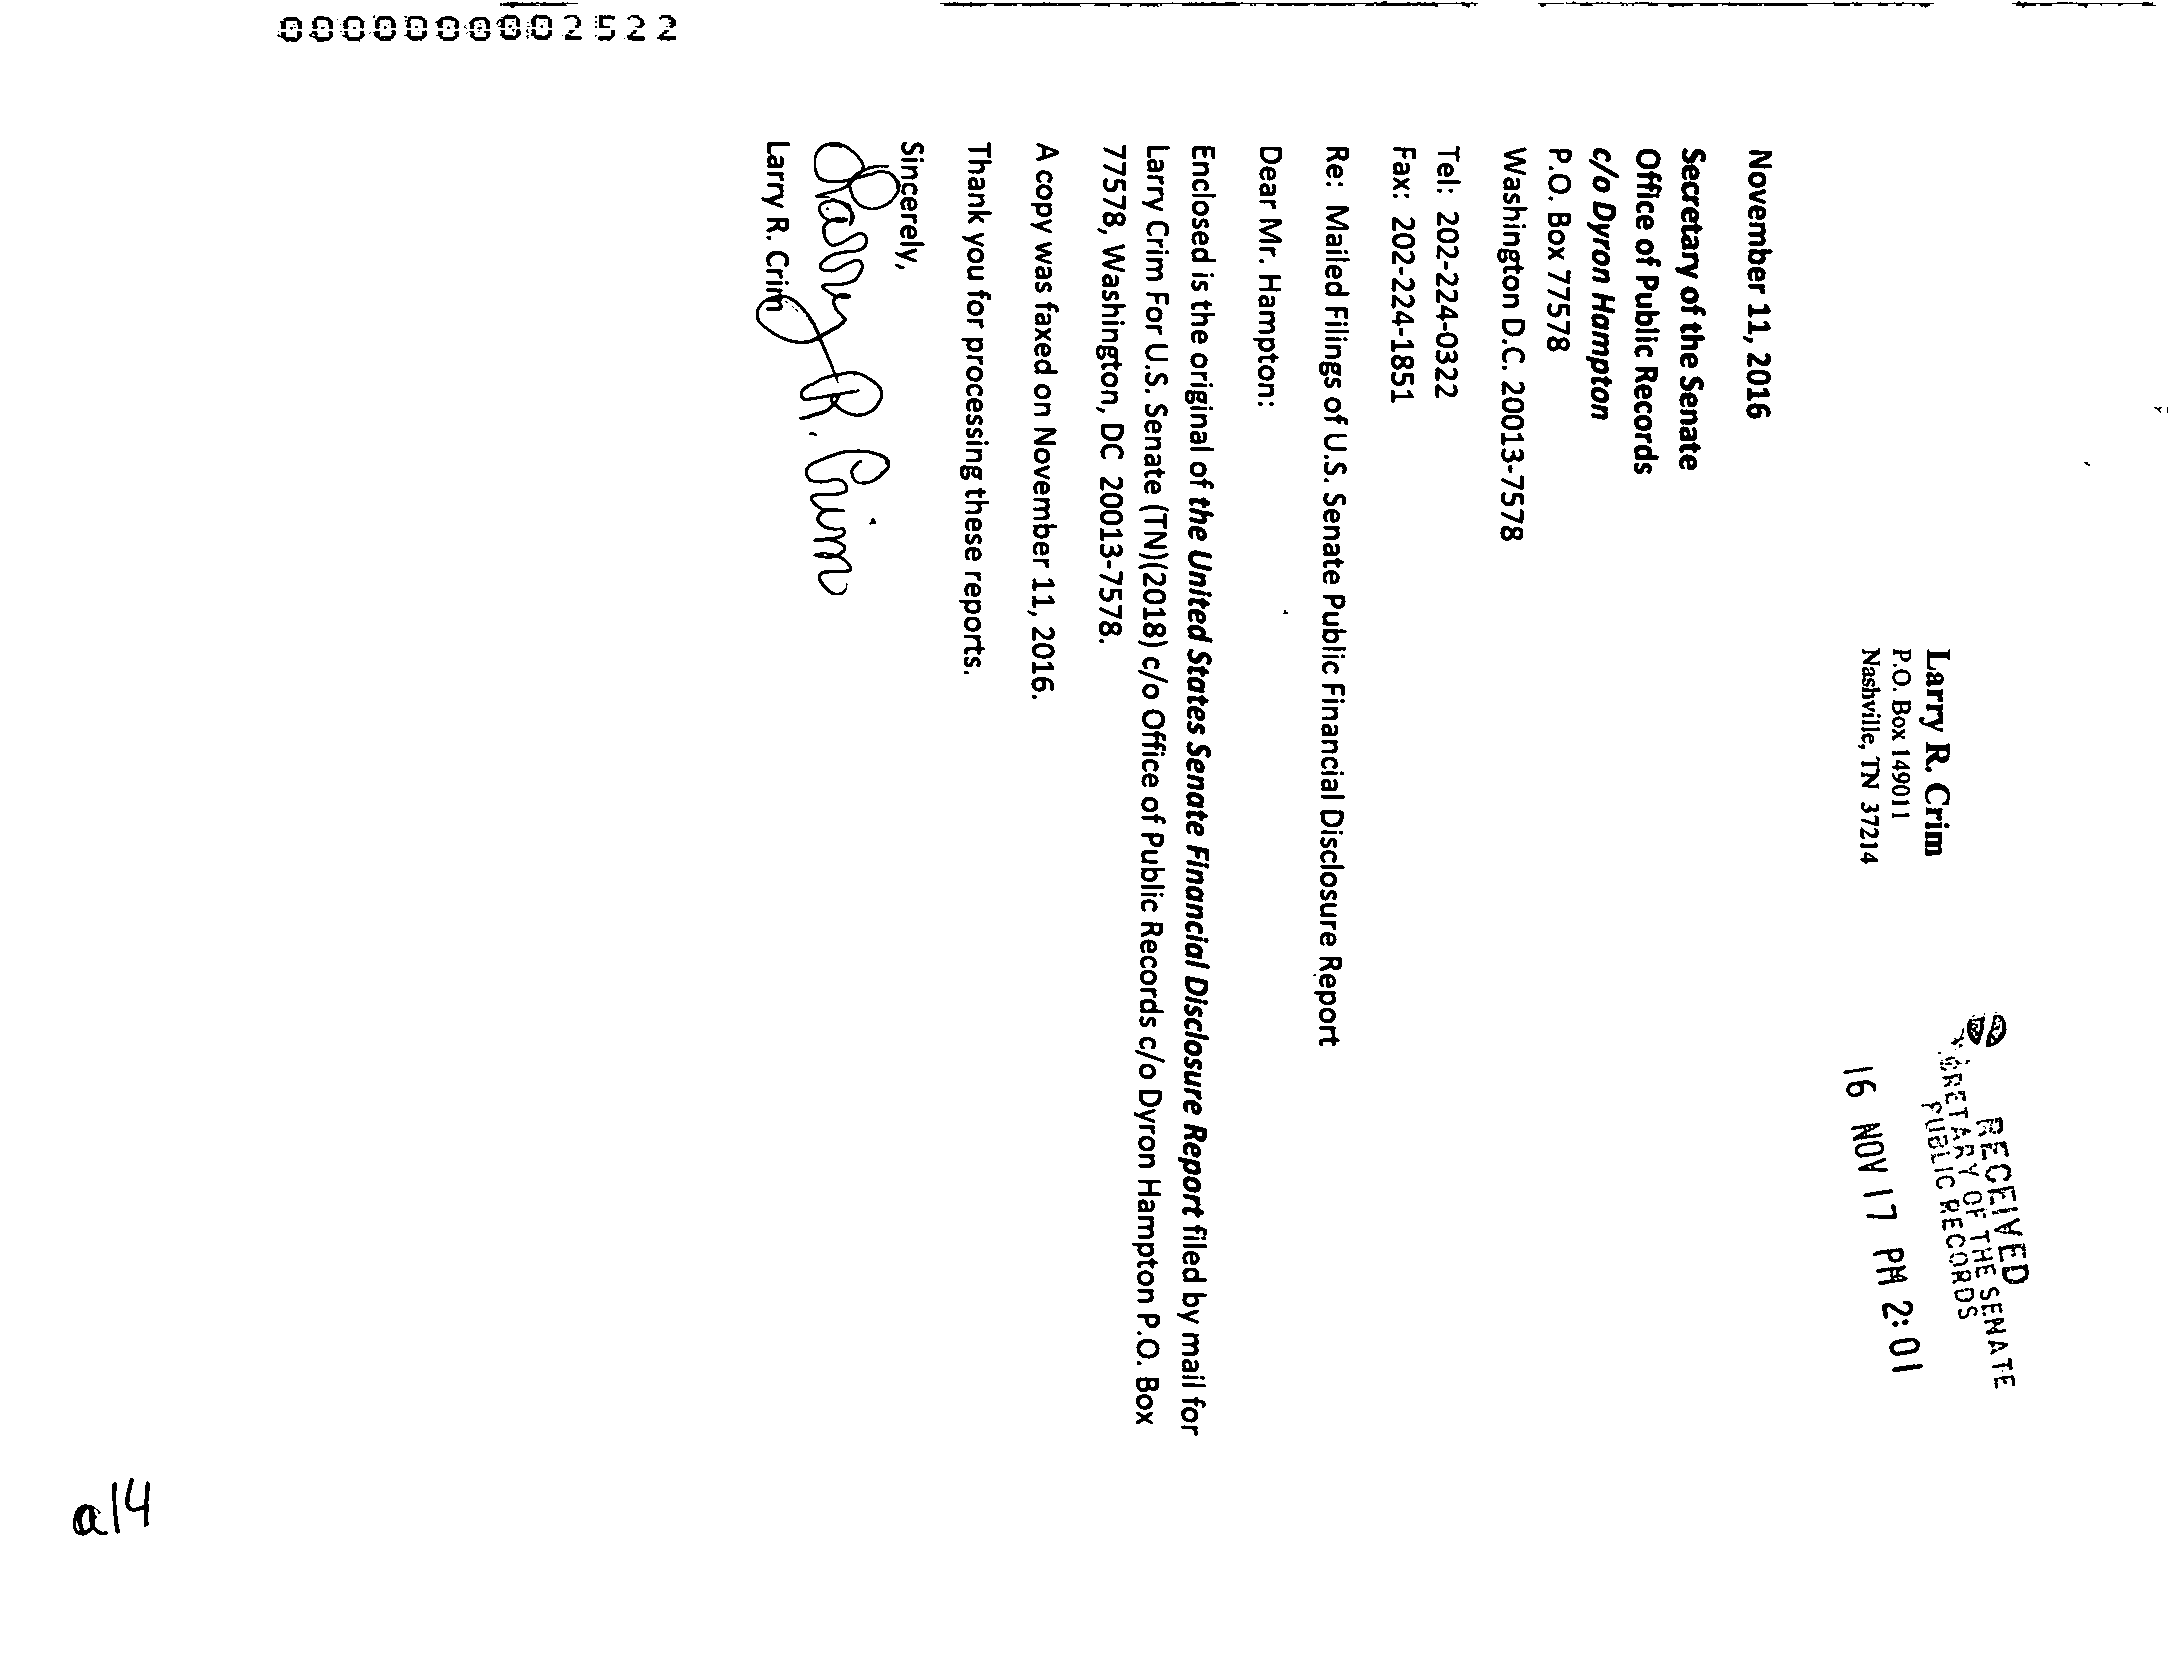 Larry R. Crim
P.O. Box 149011
Nashville, TN 37214
RECEIVED
SECRETARY OF THE SENATE
PUBLIC RECORDS
16 NOV 17 PM 2:01
November 11, 2016
Secretary of the Senate
Office of Public Records
c/o Dyron Hampton
P.O. Box 77578
Washington D.C. 20013-7578
Tel: 202-224-0322
Fax: 202-224-1851
Re: Mailed Filings of U.S. Senate Public Financial Disclosure Report
Dear Mr. Hampton:
Enclosed is the original of the United States Senate Financial Disclosure Report filed by mail for
Larry Crim For U.S. Senate (TN)(2018) c/o Office of Public Records c/o Dyron Hampton P.O. Box
77578, Washington, DC 20013-7578.
A copy was faxed on November 11, 2016.
Thank you for processing these reports.
Sincerely,
Larry R. Crim
Larry R. Crim
0000000002522
a14